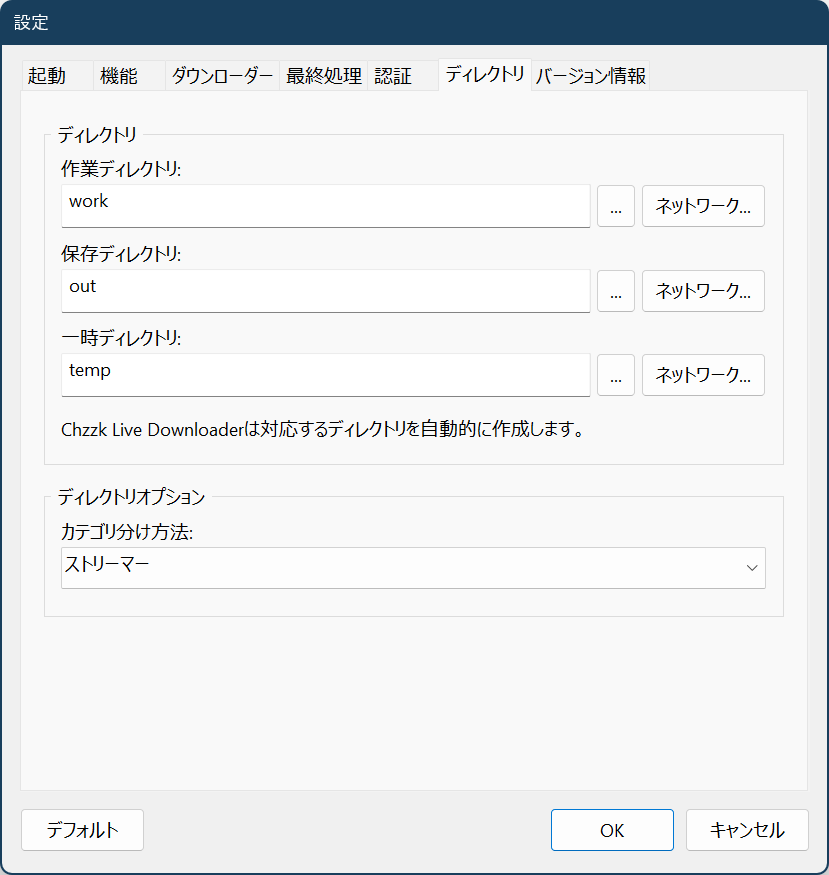 設定
起動 機能 ダウンローダー 最終処理 認証 ディレクトリ バージョン情報
ディレクトリ
作業ディレクトリ:
work ... ネットワーク...
保存ディレクトリ:
out ... ネットワーク...
一時ディレクトリ:
temp ... ネットワーク...
Chzzk Live Downloaderは対応するディレクトリを自動的に作成します。
ディレクトリオプション
カテゴリ分け方法:
ストリーマー
デフォルト OK キャンセル